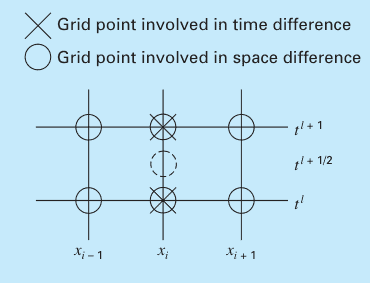 Grid point involved in time difference
Grid point involved in space difference
t^{l + 1}
t^{l + 1/2}
t^l
x_{i – 1} x_i x_{i + 1}